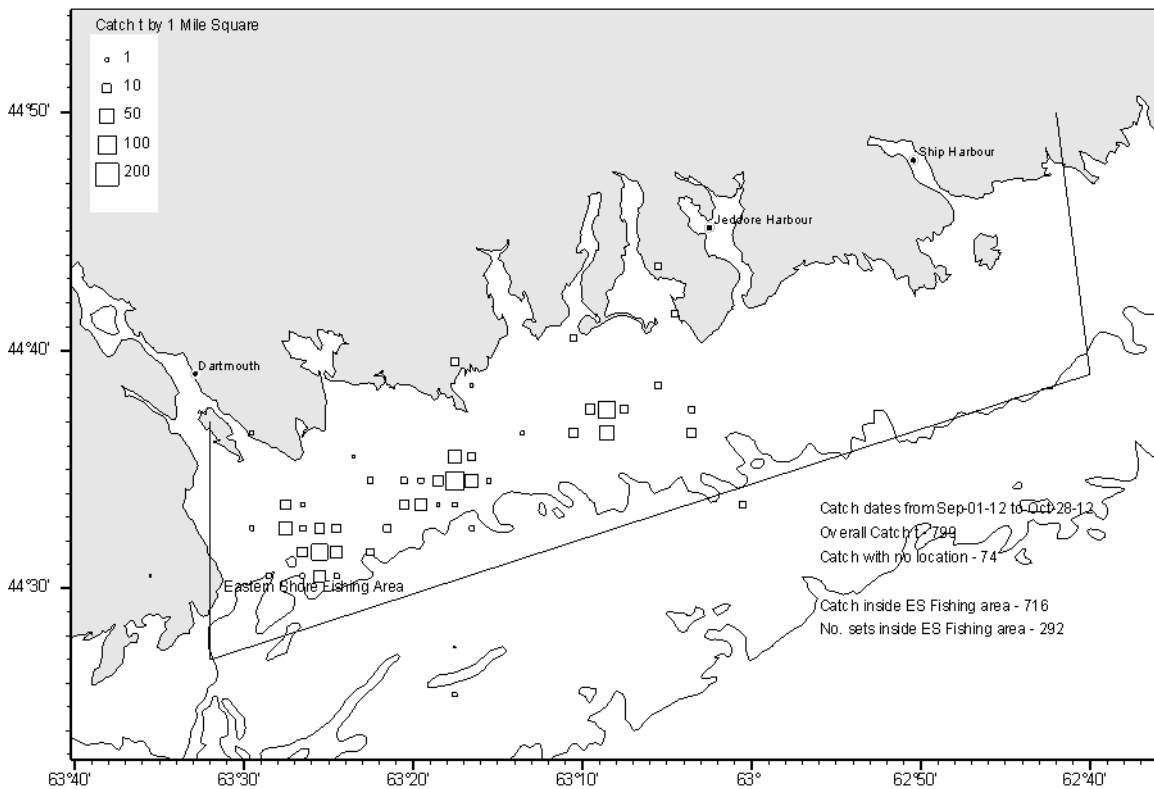 Catch t by 1 Mile Square
1
10
50
100
200
44°50'
44°40'
44°30'
Ship Harbour
Jeddore Harbour
Dartmouth
Eastern Shore Fishing Area
Catch dates from Sep-01-12 to Oct-28-12
Overall Catch t - 799
Catch with no location - 74
Catch inside ES Fishing area - 716
No. sets inside ES Fishing area - 292
63°40'
63°30'
63°20'
63°10'
63°
62°50'
62°40'